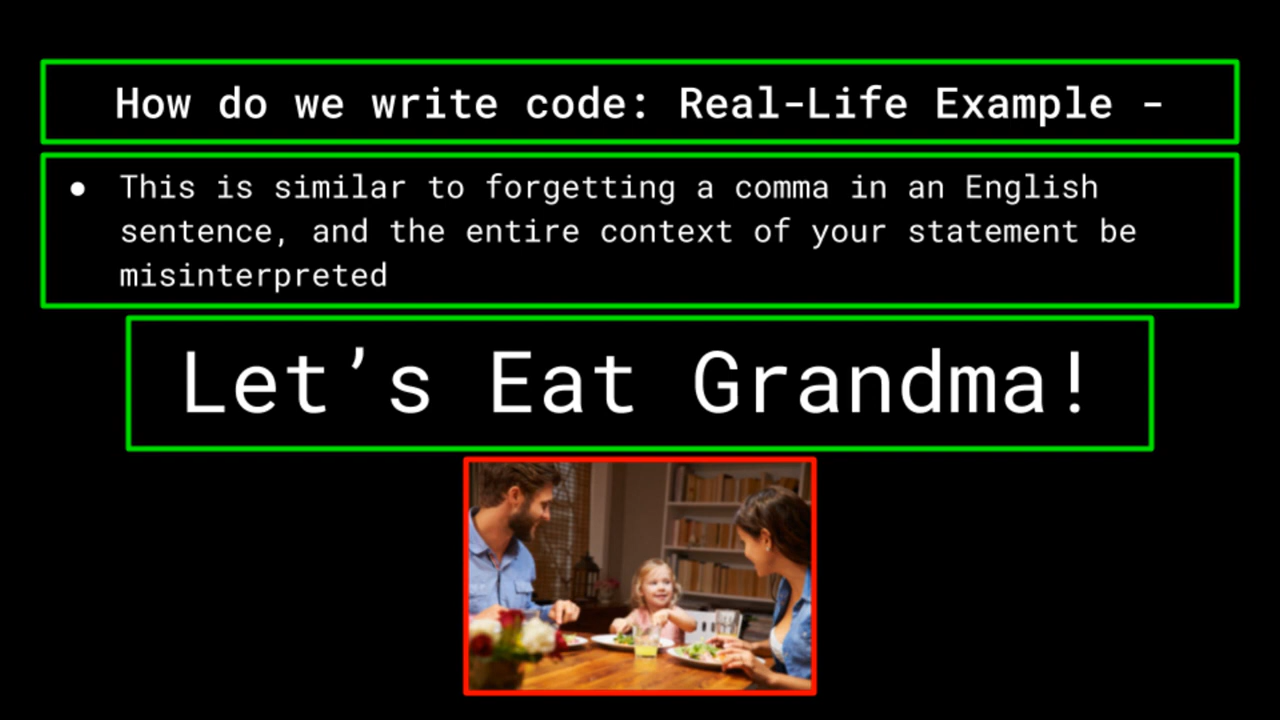 How do we write code: Real-Life Example -
● This is similar to forgetting a comma in an English
sentence, and the entire context of your statement be
misinterpreted
Let’s Eat Grandma!